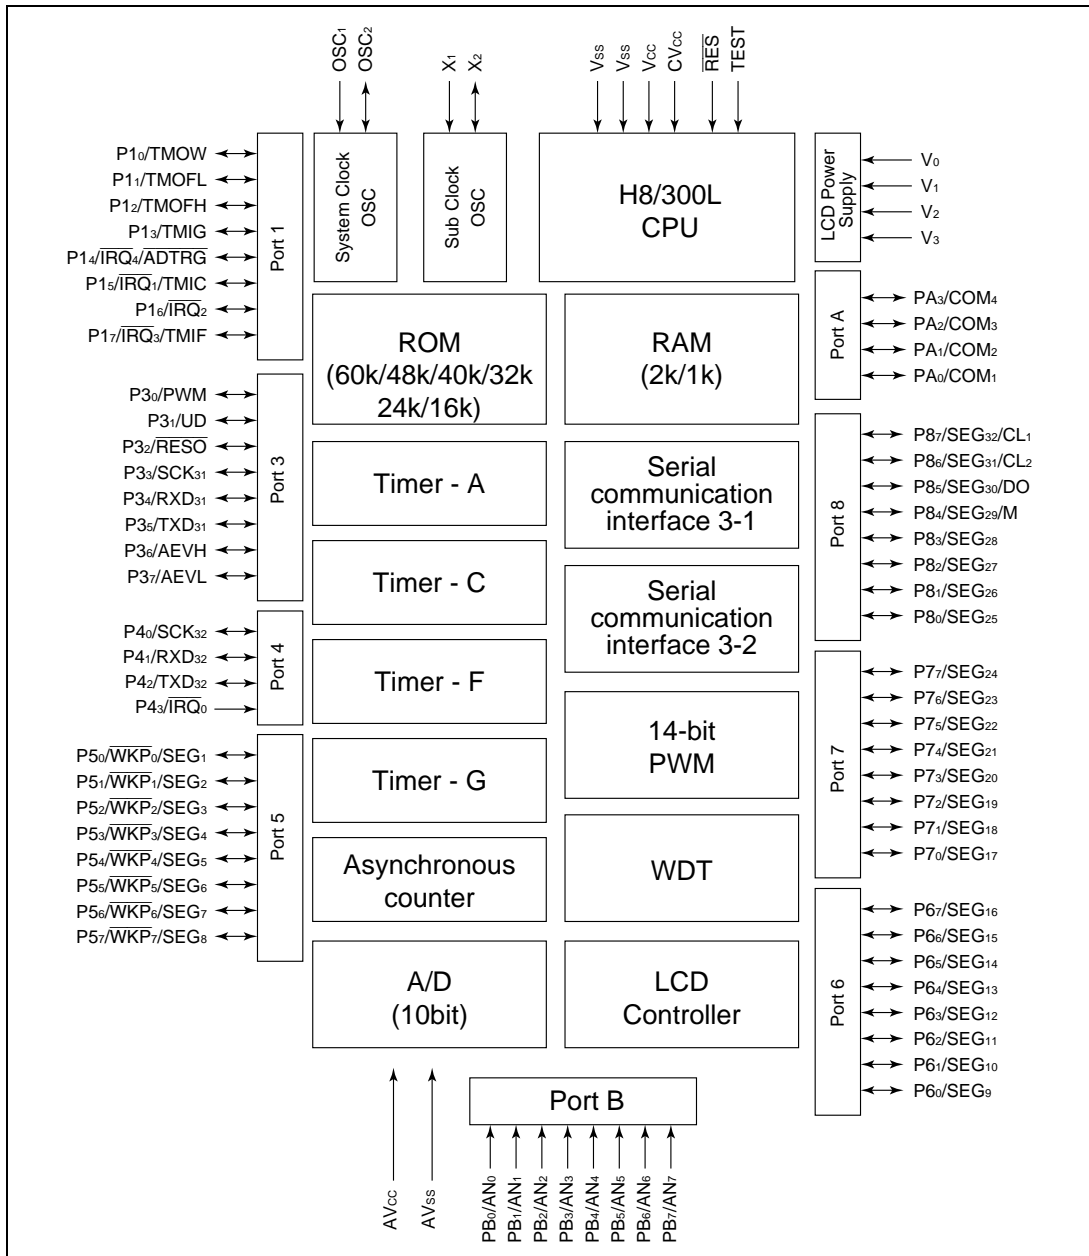 OSC1
OSC2
X1
X2
VSS
VSS
VCC
CVCC
RES
TEST
System Clock
OSC
Sub Clock
OSC
H8/300L
CPU
LCD Power
Supply
V0
V1
V2
V3
P10/TMOW
P11/TMOFL
P12/TMOFH
P13/TMIG
P14/IRQ4/ADTRG
P15/IRQ1/TMIC
P16/IRQ2
P17/IRQ3/TMIF
Port 1
ROM
(60k/48k/40k/32k
24k/16k)
RAM
(2k/1k)
Port A
PA3/COM4
PA2/COM3
PA1/COM2
PA0/COM1
P30/PWM
P31/UD
P32/RESO
P33/SCK31
P34/RXD31
P35/TXD31
P36/AEVH
P37/AEVL
Port 3
Timer - A
Serial
communication
interface 3-1
Port 8
P87/SEG32/CL1
P86/SEG31/CL2
P85/SEG30/DO
P84/SEG29/M
P83/SEG28
P82/SEG27
P81/SEG26
P80/SEG25
Timer - C
Serial
communication
interface 3-2
P40/SCK32
P41/RXD32
P42/TXD32
P43/IRQ0
Port 4
Timer - F
14-bit
PWM
Port 7
P77/SEG24
P76/SEG23
P75/SEG22
P74/SEG21
P73/SEG20
P72/SEG19
P71/SEG18
P70/SEG17
P50/WKP0/SEG1
P51/WKP1/SEG2
P52/WKP2/SEG3
P53/WKP3/SEG4
P54/WKP4/SEG5
P55/WKP5/SEG6
P56/WKP6/SEG7
P57/WKP7/SEG8
Port 5
Timer - G
Asynchronous
counter
WDT
A/D
(10bit)
LCD
Controller
Port 6
P67/SEG16
P66/SEG15
P65/SEG14
P64/SEG13
P63/SEG12
P62/SEG11
P61/SEG10
P60/SEG9
Port B
AVCC
AVSS
PB0/AN0
PB1/AN1
PB2/AN2
PB3/AN3
PB4/AN4
PB5/AN5
PB6/AN6
PB7/AN7